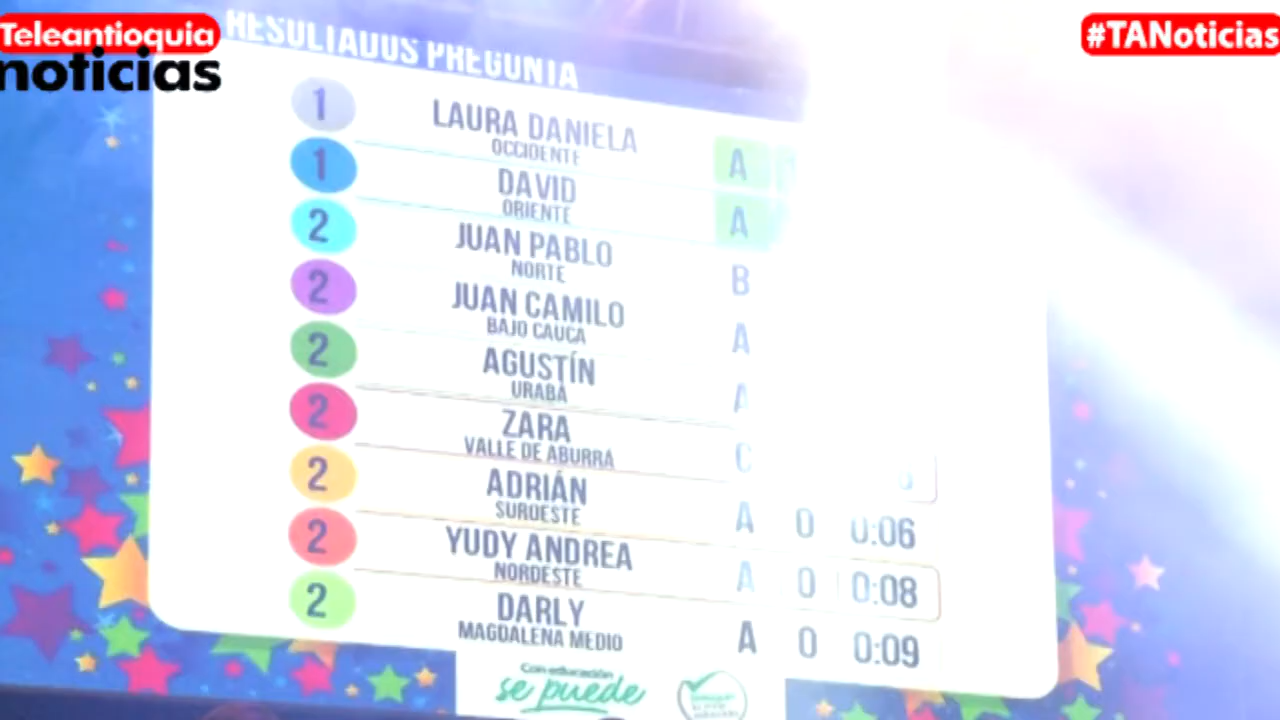 Teleantioquia
noticias
#TANoticias
RESULTADOS PREGUNTA
1 LAURA DANIELA A
OCCIDENTE
1 DAVID A
ORIENTE
2 JUAN PABLO B
NORTE
2 JUAN CAMILO A
BAJO CAUCA
2 AGUSTÍN A
URABÁ
2 ZARA C
VALLE DE ABURRÁ
2 ADRIÁN A 0 0:06
SUROESTE
2 YUDY ANDREA A 0 0:08
NORDESTE
2 DARLY A 0 0:09
MAGDALENA MEDIO
Con educación
se puede